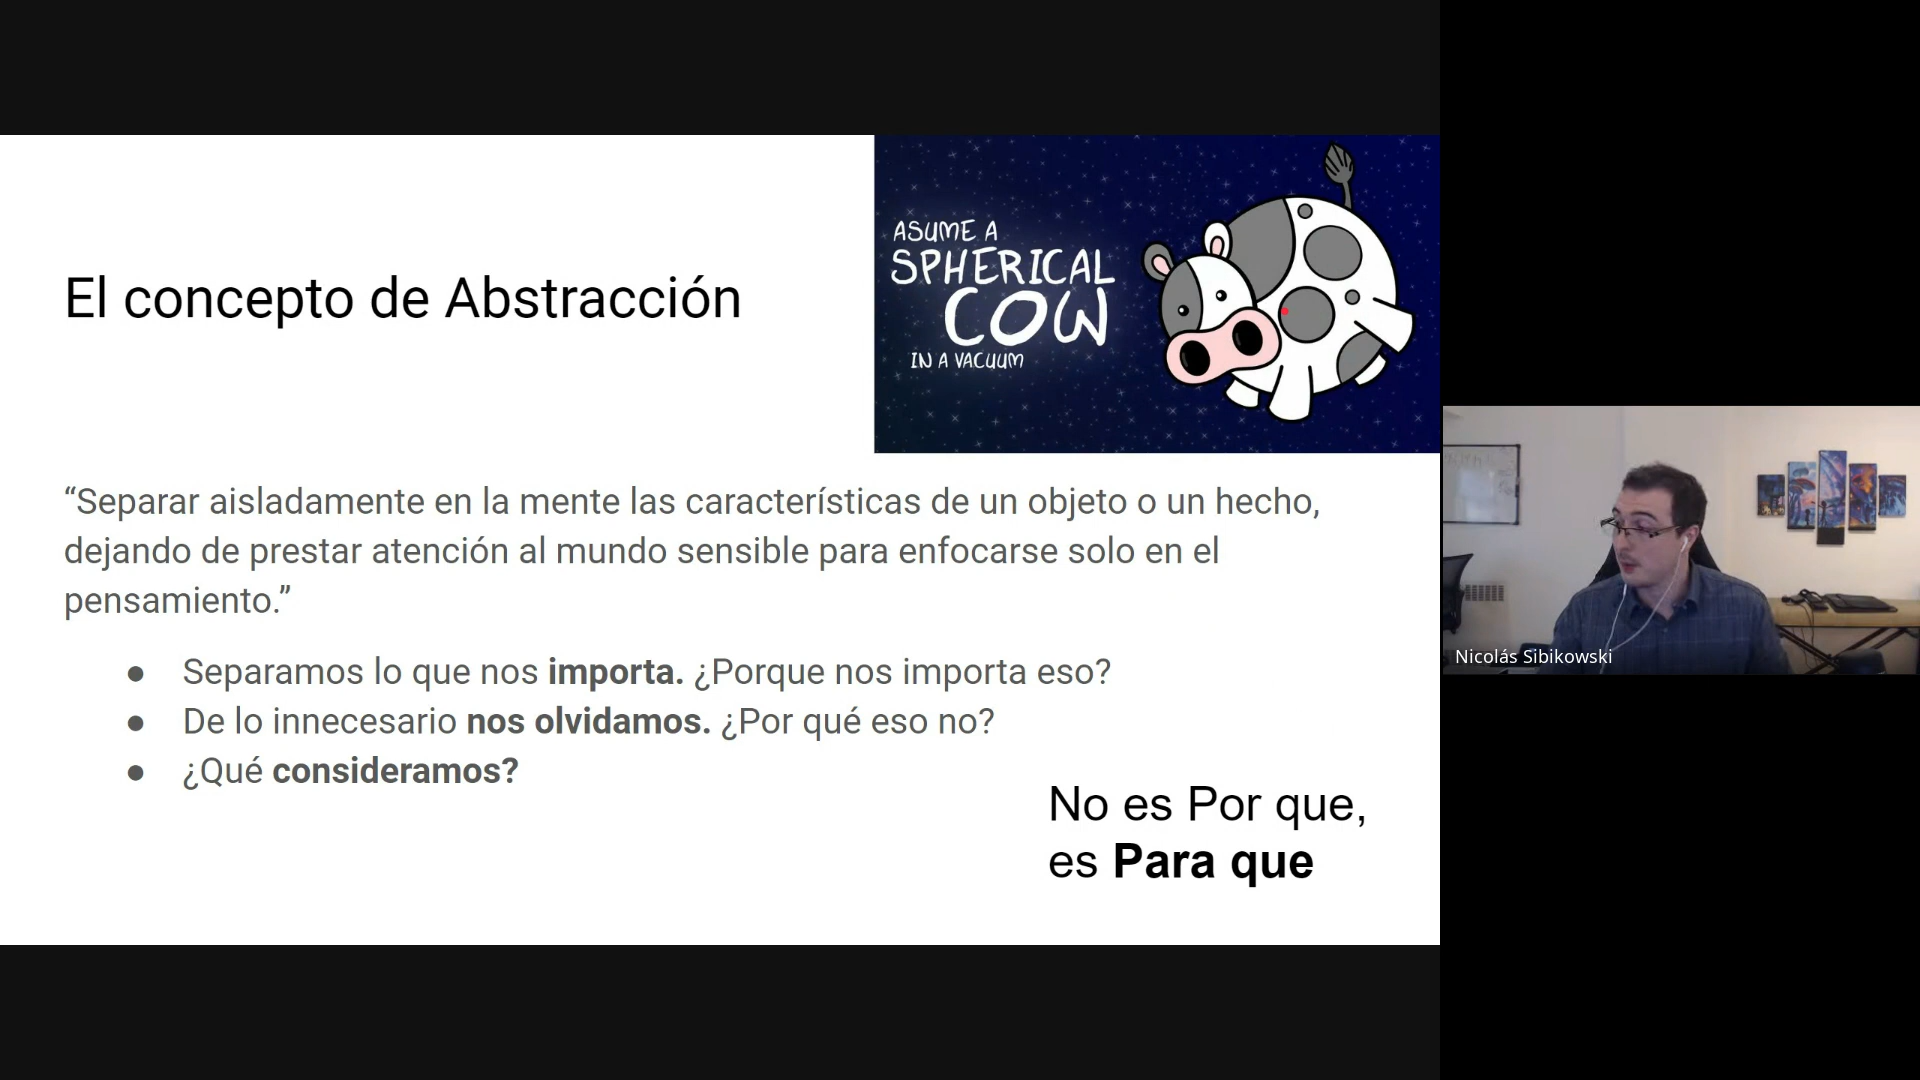 El concepto de Abstracción
ASUME A
SPHERICAL
COW
IN A VACUUM
“Separar aisladamente en la mente las características de un objeto o un hecho,
dejando de prestar atención al mundo sensible para enfocarse solo en el
pensamiento.”
● Separamos lo que nos importa. ¿Porque nos importa eso?
● De lo innecesario nos olvidamos. ¿Por qué eso no?
● ¿Qué consideramos?
No es Por que,
es Para que
Nicolás Sibikowski